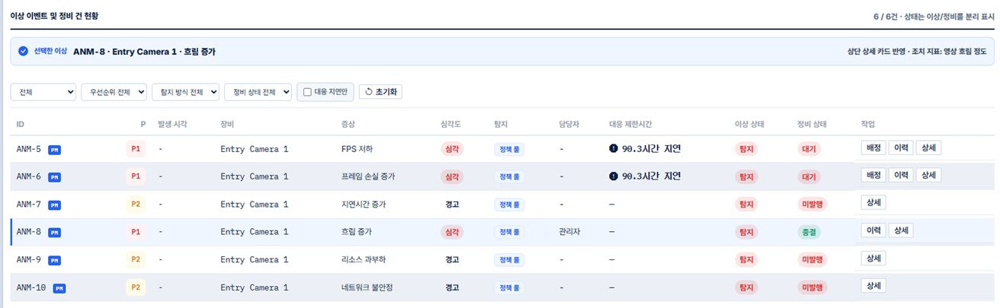 이상 이벤트 및 정비 건 현황
6 / 6건 · 상태는 이상/정비를 분리 표시
선택한 이상 ANM-8 · Entry Camera 1 · 흐림 증가
상단 상세 카드 반영 · 조치 지표: 영상 흐림 정도
전체 우선순위 전체 탐지 방식 전체 정비 상태 전체 대응 지연만 초기화
ID P 발생 시각 장비 증상 심각도 탐지 담당자 대응 제한시간 이상 상태 정비 상태 작업
ANM-5 PM P1 - Entry Camera 1 FPS 저하 심각 정책 룰 - 90.3시간 지연 탐지 대기 배정 이력 상세
ANM-6 PM P1 - Entry Camera 1 프레임 손실 증가 심각 정책 룰 - 90.3시간 지연 탐지 대기 배정 이력 상세
ANM-7 PM P2 - Entry Camera 1 지연시간 증가 경고 정책 룰 - — 탐지 미발행 상세
ANM-8 PM P1 - Entry Camera 1 흐림 증가 심각 정책 룰 관리자 — 탐지 종결 이력 상세
ANM-9 PM P2 - Entry Camera 1 리소스 과부하 경고 정책 룰 - — 탐지 미발행 상세
ANM-10 PM P2 - Entry Camera 1 네트워크 불안정 경고 정책 룰 - — 탐지 미발행 상세